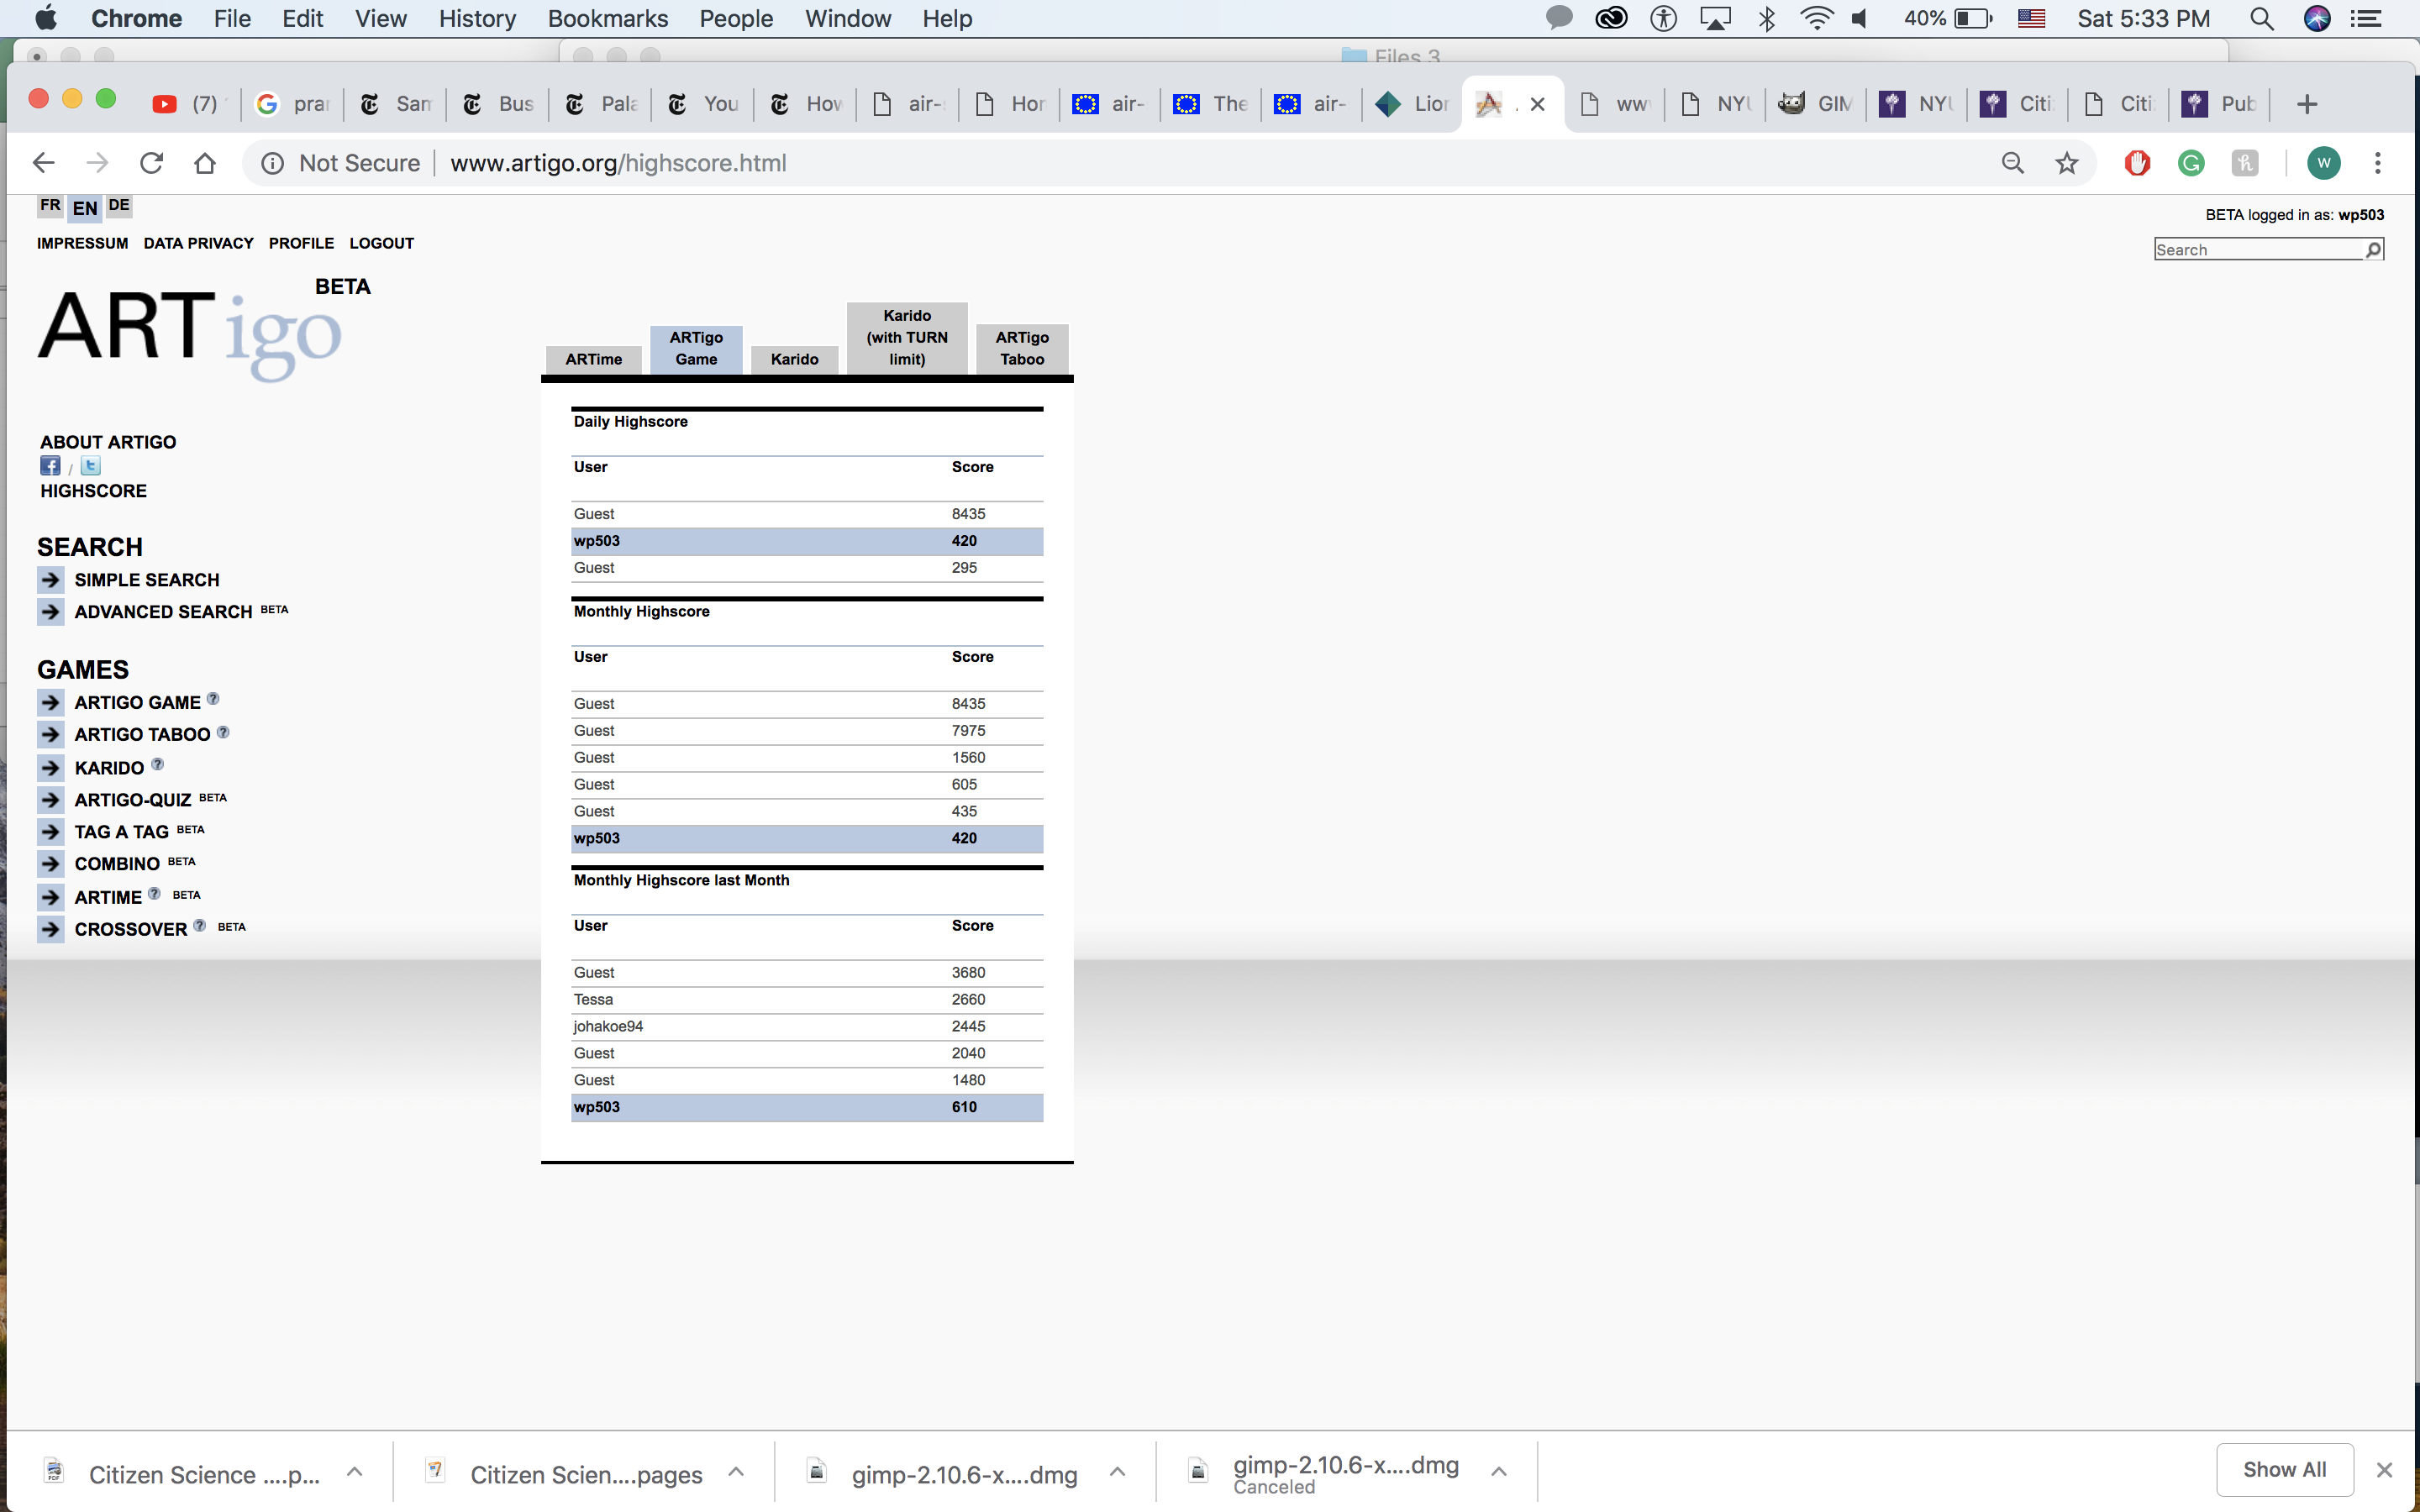 Chrome File Edit View History Bookmarks People Window Help 40% Sat 5:33 PM
Files 3
(7) prar San Bus Pala You How air- Hor air- The air- Lior ww NYU GIM NYU Citi Citi Pub
Not Secure www.artigo.org/highscore.html W
FR EN DE
BETA logged in as: wp503
IMPRESSUM DATA PRIVACY PROFILE LOGOUT
Search
BETA
ARTigo
ARTime
ARTigo
Game
Karido
Karido
(with TURN
limit)
ARTigo
Taboo
ABOUT ARTIGO
/
HIGHSCORE
SEARCH
SIMPLE SEARCH
ADVANCED SEARCH BETA
GAMES
ARTIGO GAME ?
ARTIGO TABOO ?
KARIDO ?
ARTIGO-QUIZ BETA
TAG A TAG BETA
COMBINO BETA
ARTIME ? BETA
CROSSOVER ? BETA
Daily Highscore
User Score
Guest 8435
wp503 420
Guest 295
Monthly Highscore
User Score
Guest 8435
Guest 7975
Guest 1560
Guest 605
Guest 435
wp503 420
Monthly Highscore last Month
User Score
Guest 3680
Tessa 2660
johakoe94 2445
Guest 2040
Guest 1480
wp503 610
Citizen Science ....p... Citizen Scien....pages gimp-2.10.6-x....dmg gimp-2.10.6-x....dmg Show All
Canceled